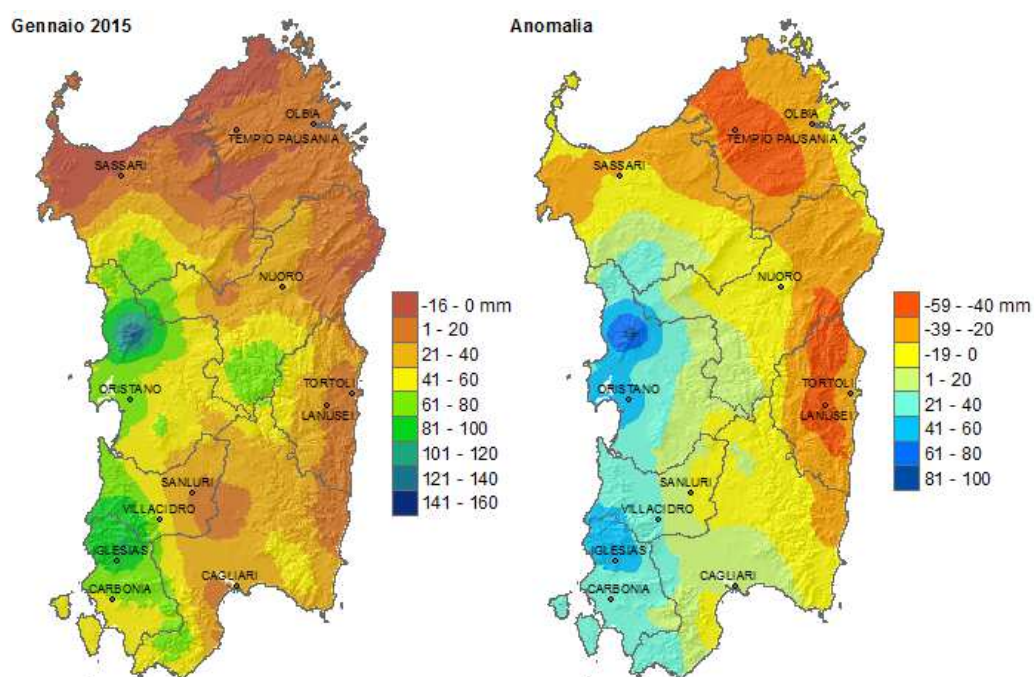 Gennaio 2015
OLBIA
TEMPIO PAUSANIA
SASSARI
NUORO
ORISTANO
TORTOLI
LANUSEI
SANLURI
VILLACIDRO
IGLESIAS
CARBONIA
CAGLIARI
-16 - 0 mm
1 - 20
21 - 40
41 - 60
61 - 80
81 - 100
101 - 120
121 - 140
141 - 160
Anomalia
OLBIA
TEMPIO PAUSANIA
SASSARI
NUORO
ORISTANO
TORTOLI
LANUSEI
SANLURI
VILLACIDRO
IGLESIAS
CARBONIA
CAGLIARI
-59 - -40 mm
-39 - -20
-19 - 0
1 - 20
21 - 40
41 - 60
61 - 80
81 - 100